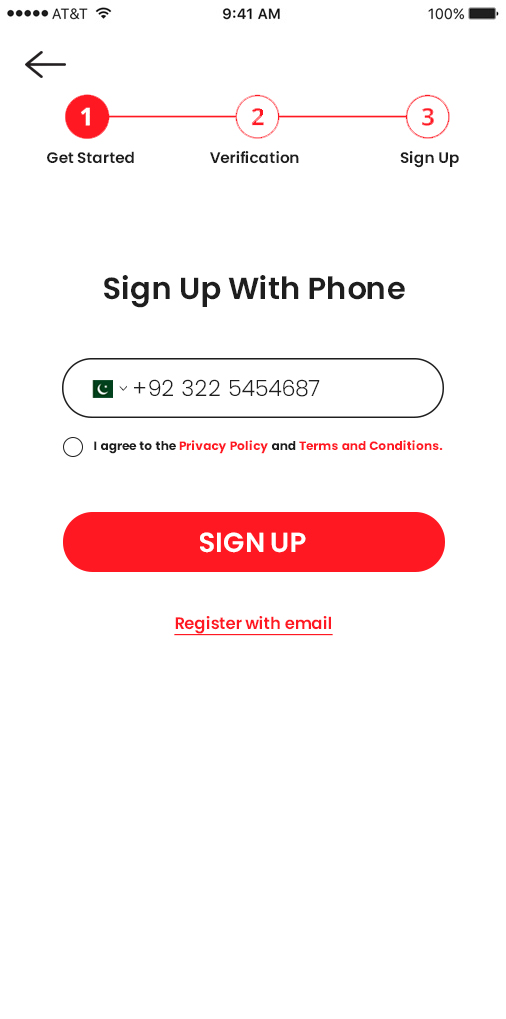 AT&T 9:41 AM 100%
1 2 3
Get Started Verification Sign Up
Sign Up With Phone
+92 322 5454687
I agree to the Privacy Policy and Terms and Conditions.
SIGN UP
Register with email